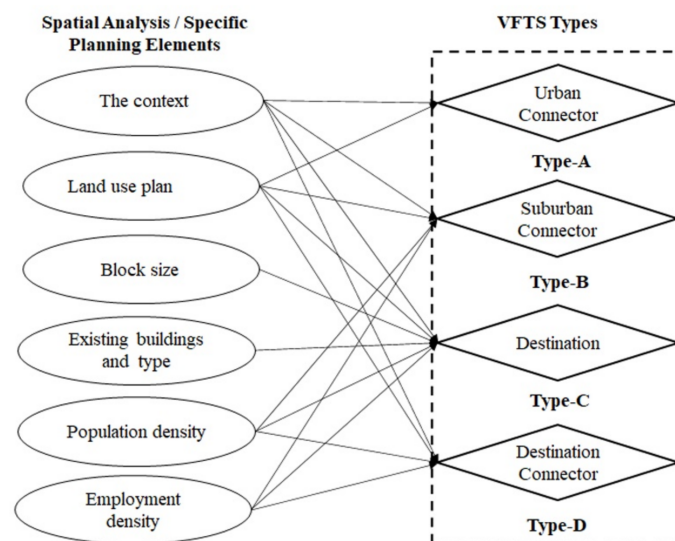 Spatial Analysis / Specific
Planning Elements
VFTS Types
The context
Land use plan
Block size
Existing buildings
and type
Population density
Employment
density
Urban
Connector
Type-A
Suburban
Connector
Type-B
Destination
Type-C
Destination
Connector
Type-D